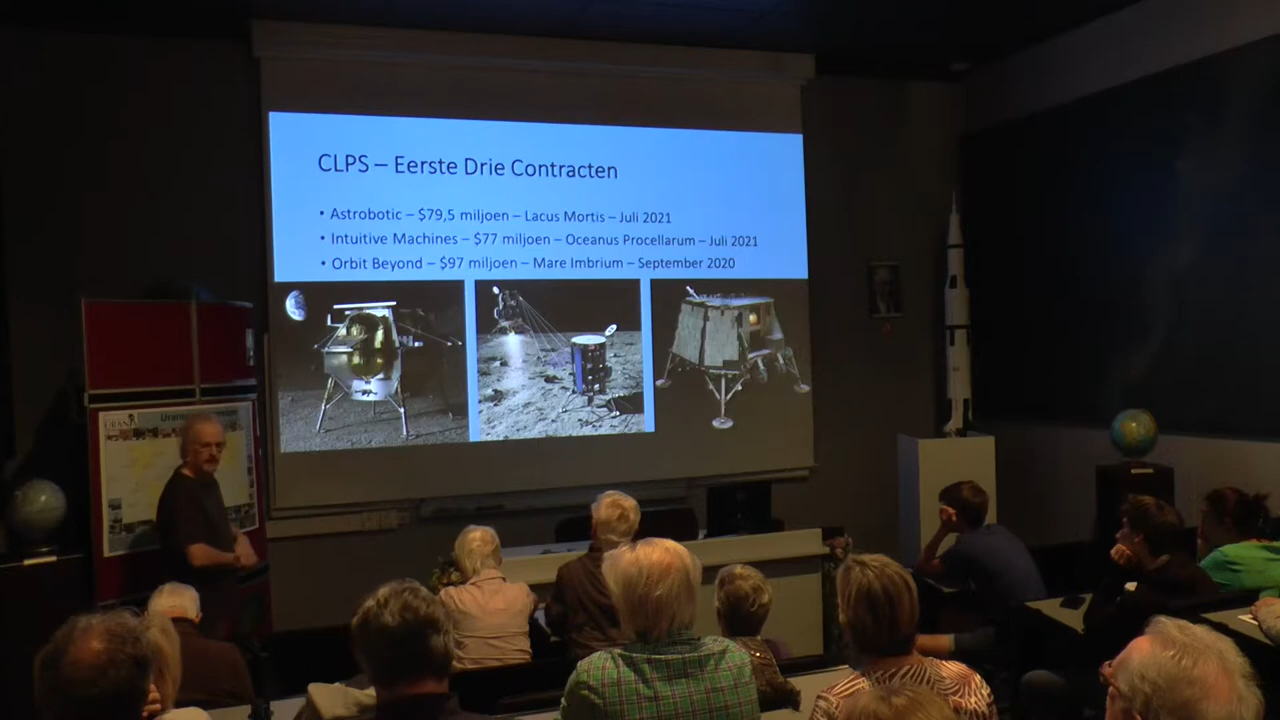 CLPS – Eerste Drie Contracten
• Astrobotic – $79,5 miljoen – Lacus Mortis – Juli 2021
• Intuitive Machines – $77 miljoen – Oceanus Procellarum – Juli 2021
• Orbit Beyond – $97 miljoen – Mare Imbrium – September 2020